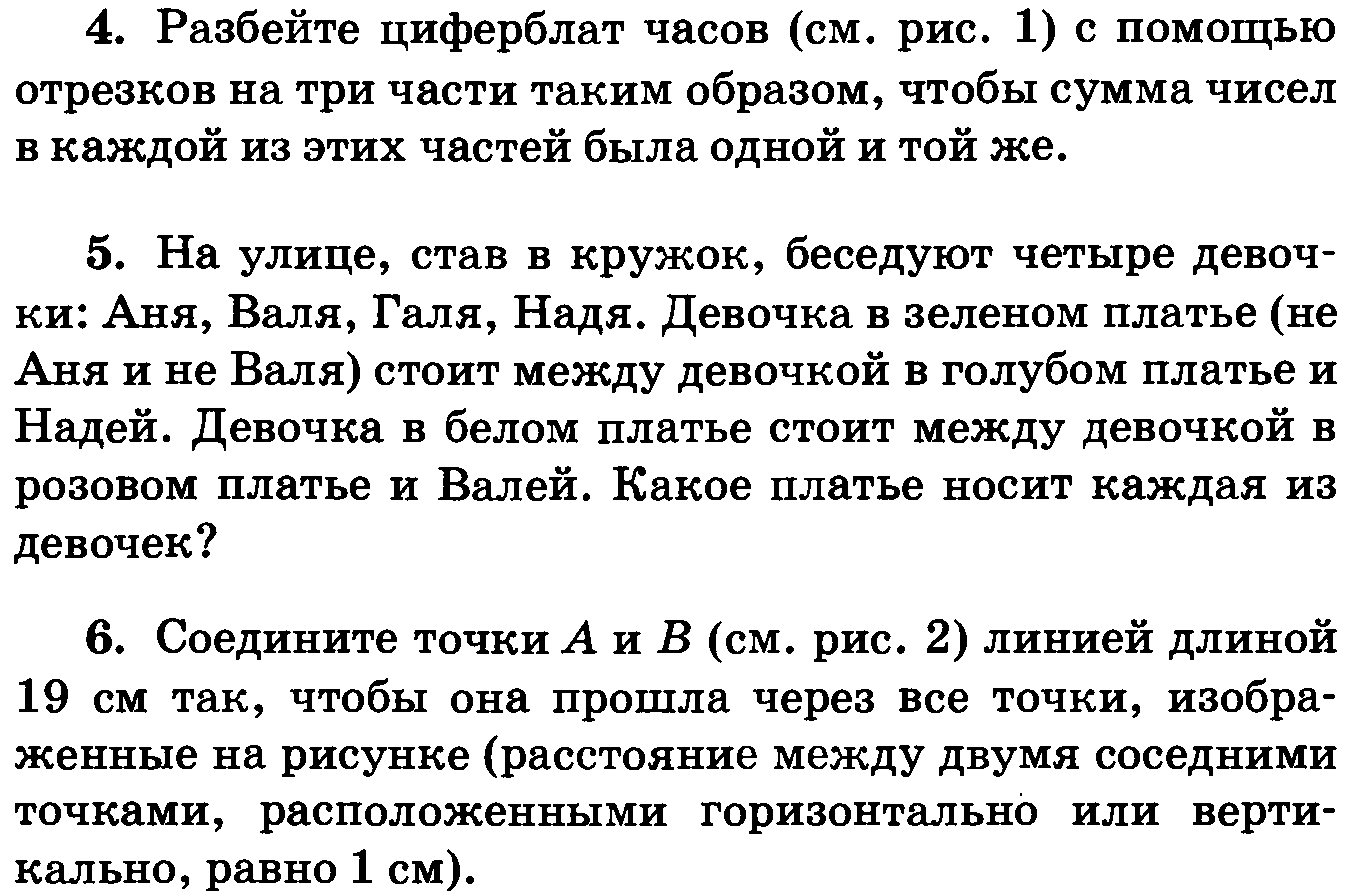 4. Разбейте циферблат часов (см. рис. 1) с помощью
отрезков на три части таким образом, чтобы сумма чисел
в каждой из этих частей была одной и той же.
5. На улице, став в кружок, беседуют четыре девоч-
ки: Аня, Валя, Галя, Надя. Девочка в зеленом платье (не
Аня и не Валя) стоит между девочкой в голубом платье и
Надей. Девочка в белом платье стоит между девочкой в
розовом платье и Валей. Какое платье носит каждая из
девочек?
6. Соедините точки A и B (см. рис. 2) линией длиной
19 см так, чтобы она прошла через все точки, изобра-
женные на рисунке (расстояние между двумя соседними
точками, расположенными горизонтально или верти-
кально, равно 1 см).